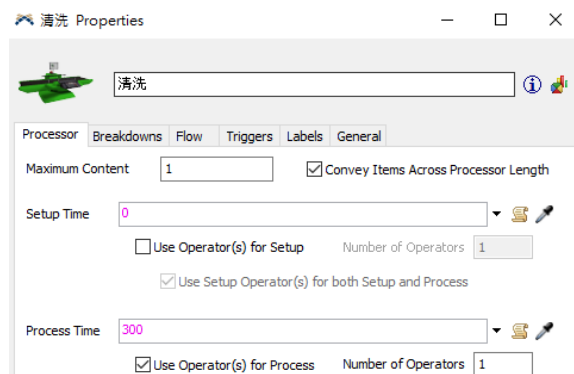 清洗 Properties
清洗
Processor Breakdowns Flow Triggers Labels General
Maximum Content 1 Convey Items Across Processor Length
Setup Time 0
Use Operator(s) for Setup Number of Operators 1
Use Setup Operator(s) for both Setup and Process
Process Time 300
Use Operator(s) for Process Number of Operators 1